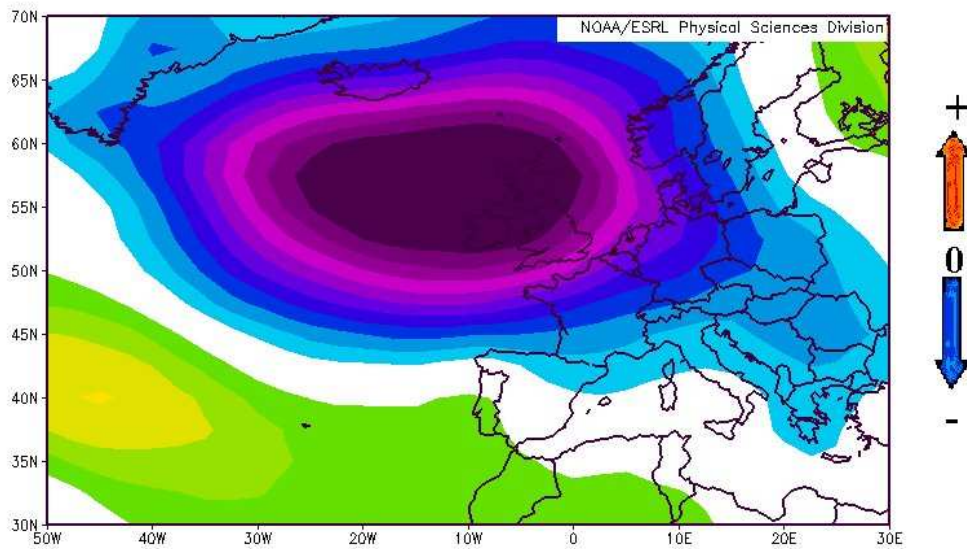 70N
NOAA/ESRL Physical Sciences Division
65N
60N
55N
50N
45N
40N
35N
30N
50W 40W 30W 20W 10W 0 10E 20E 30E
+
0
-